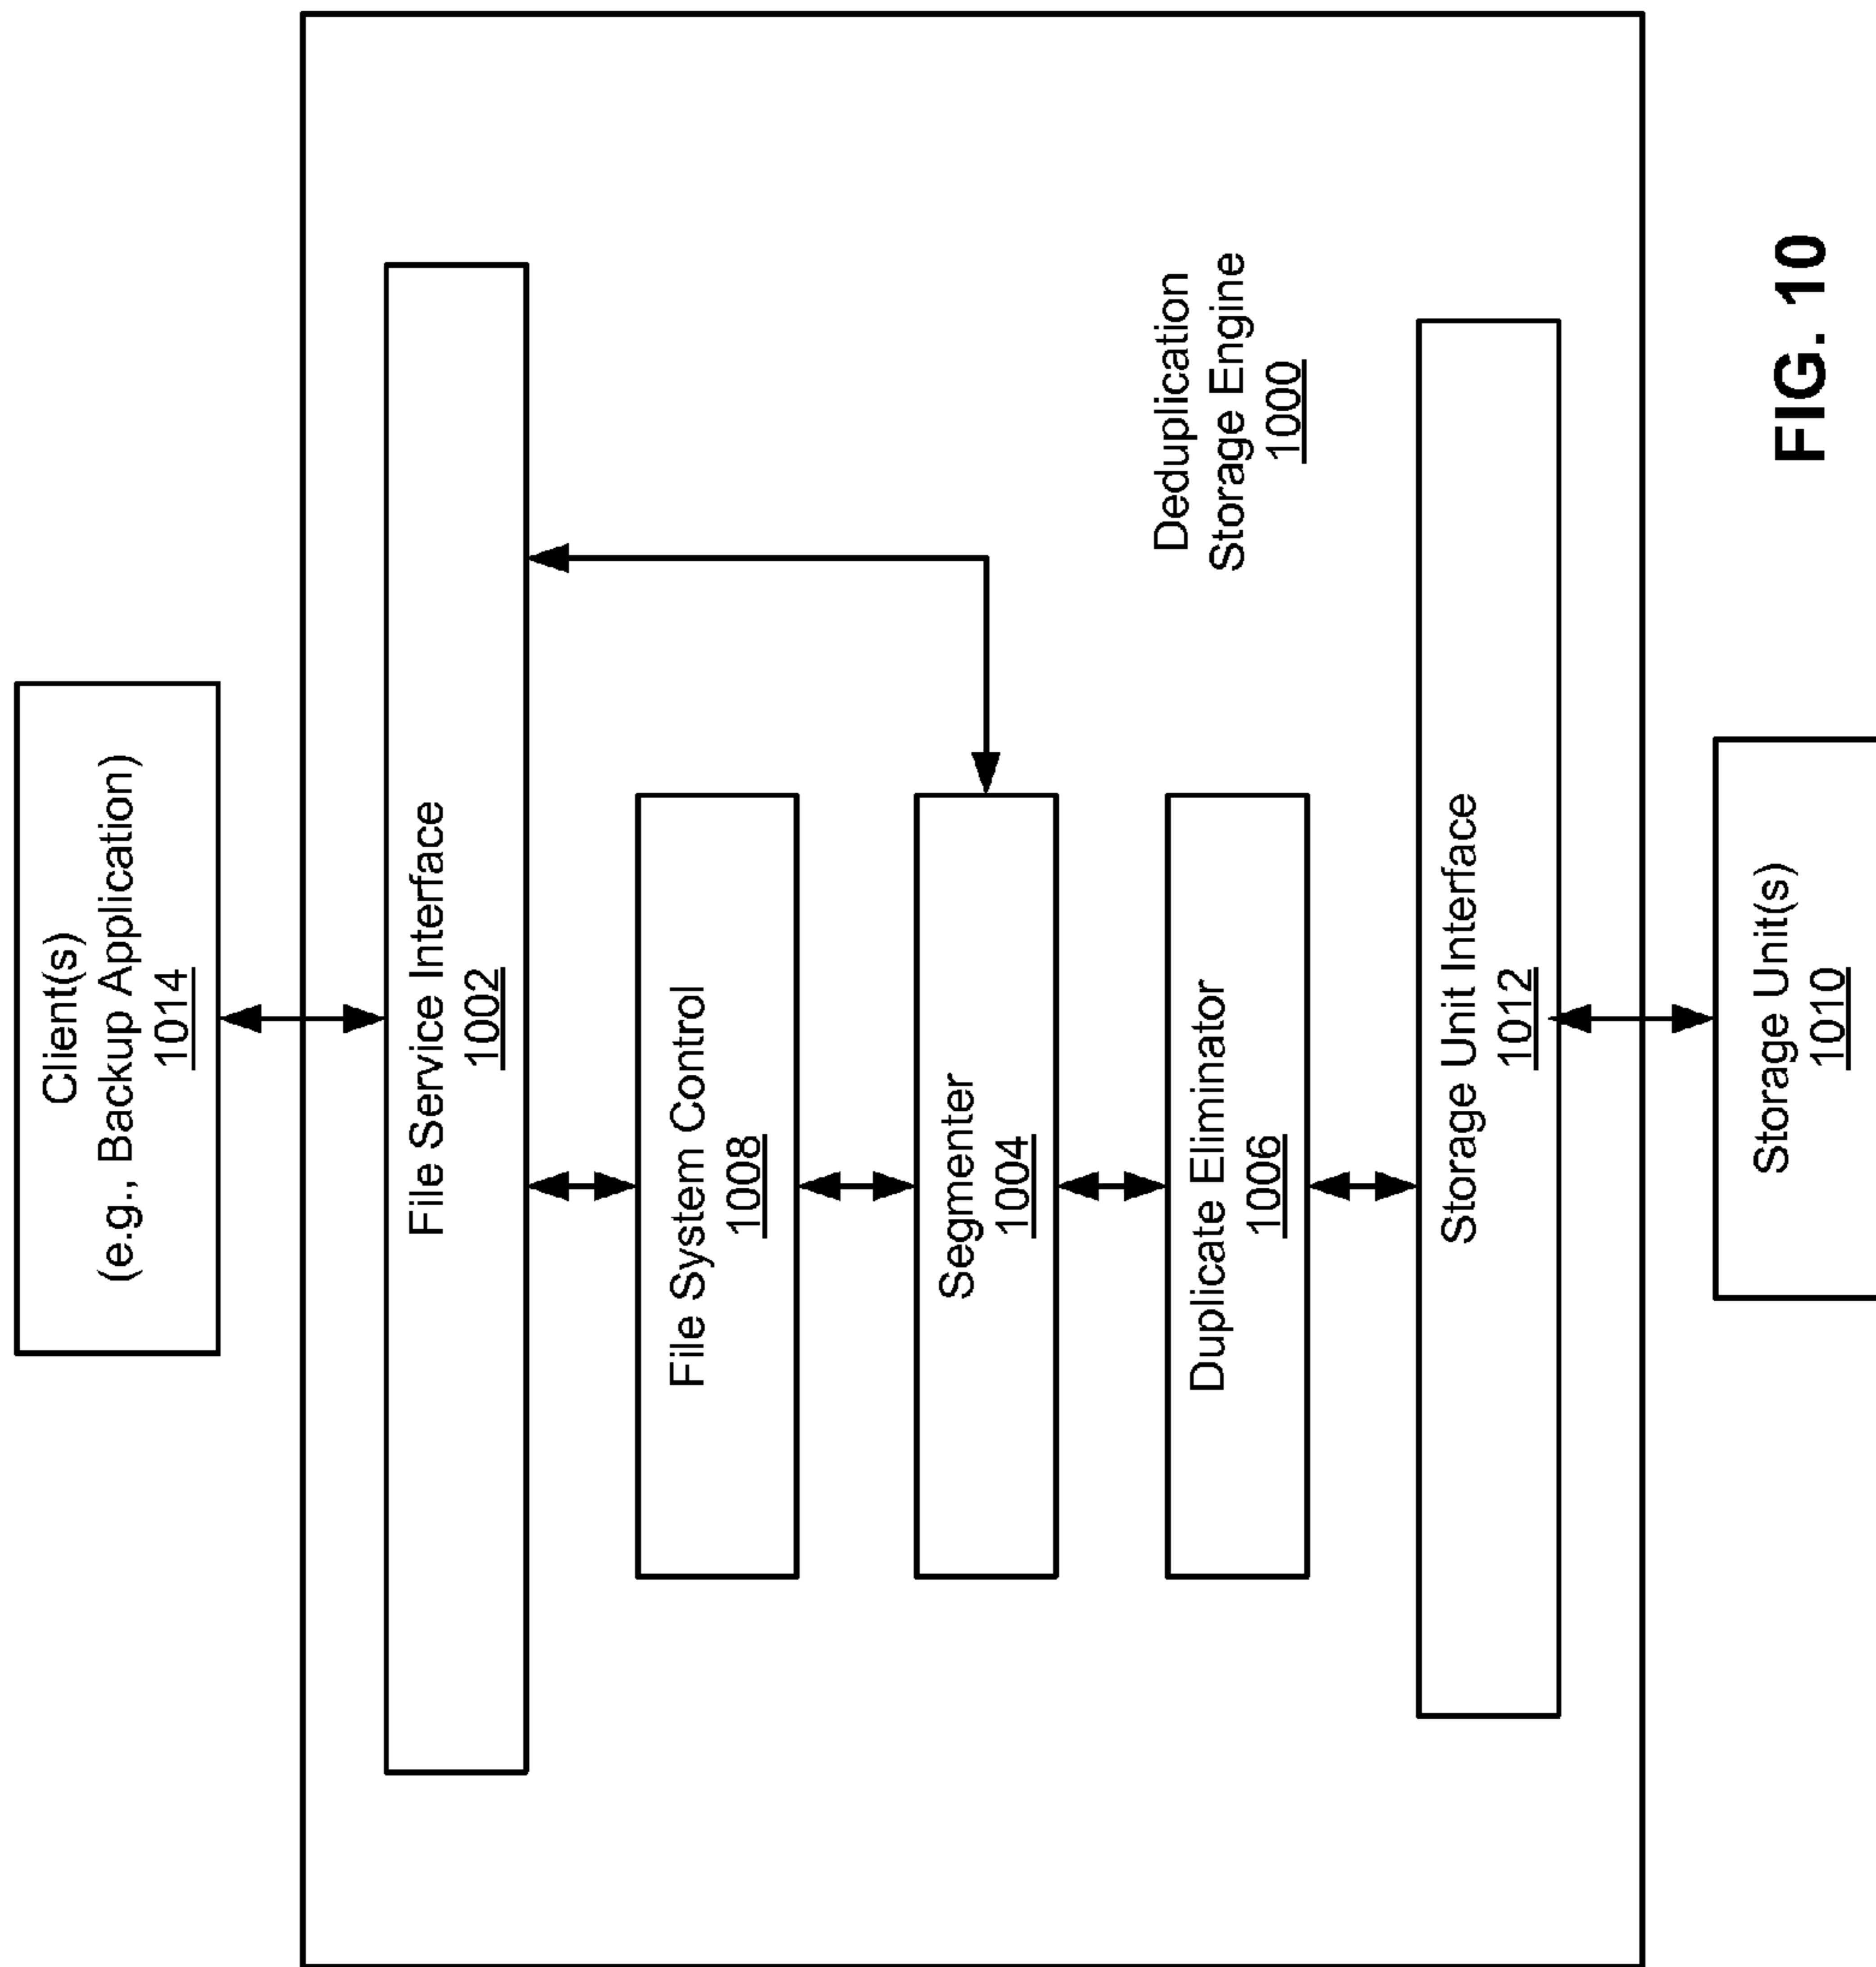 Client(s)
(e.g., Backup Application)
1014
File Service Interface
1002
File System Control
1008
Segmenter
1004
Duplicate Eliminator
1006
Deduplication
Storage Engine
1000
Storage Unit Interface
1012
Storage Unit(s)
1010
FIG. 10